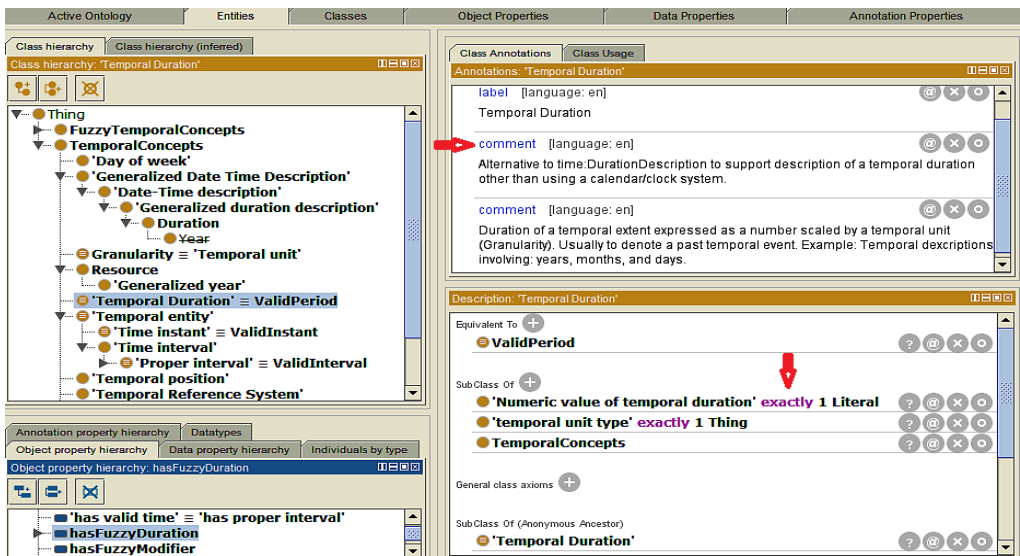 Active Ontology Entities Classes Object Properties Data Properties Annotation Properties
Class hierarchy Class hierarchy (inferred)
Class hierarchy: 'Temporal Duration'
Thing
FuzzyTemporalConcepts
TemporalConcepts
'Day of week'
'Generalized Date Time Description'
'Date-Time description'
'Generalized duration description'
Duration
Year
Granularity ≡ 'Temporal unit'
Resource
'Generalized year'
'Temporal Duration' ≡ ValidPeriod
'Temporal entity'
'Time instant' ≡ ValidInstant
'Time interval'
'Proper interval' ≡ ValidInterval
'Temporal position'
'Temporal Reference System'
Annotation property hierarchy Datatypes
Object property hierarchy Data property hierarchy Individuals by type
Object property hierarchy: hasFuzzyDuration
'has valid time' ≡ 'has proper interval'
hasFuzzyDuration
hasFuzzyModifier
Class Annotations Class Usage
Annotations: 'Temporal Duration'
label [language: en]
Temporal Duration
comment [language: en]
Alternative to time:DurationDescription to support description of a temporal duration
other than using a calendar/clock system.
comment [language: en]
Duration of a temporal extent expressed as a number scaled by a temporal unit
(Granularity). Usually to denote a past temporal event. Example: Temporal dexcriptions
involving: years, months, and days.
Description: 'Temporal Duration'
Equivalent To
ValidPeriod
SubClass Of
'Numeric value of temporal duration' exactly 1 Literal
'temporal unit type' exactly 1 Thing
TemporalConcepts
General class axioms
SubClass Of (Anonymous Ancestor)
'Temporal Duration'